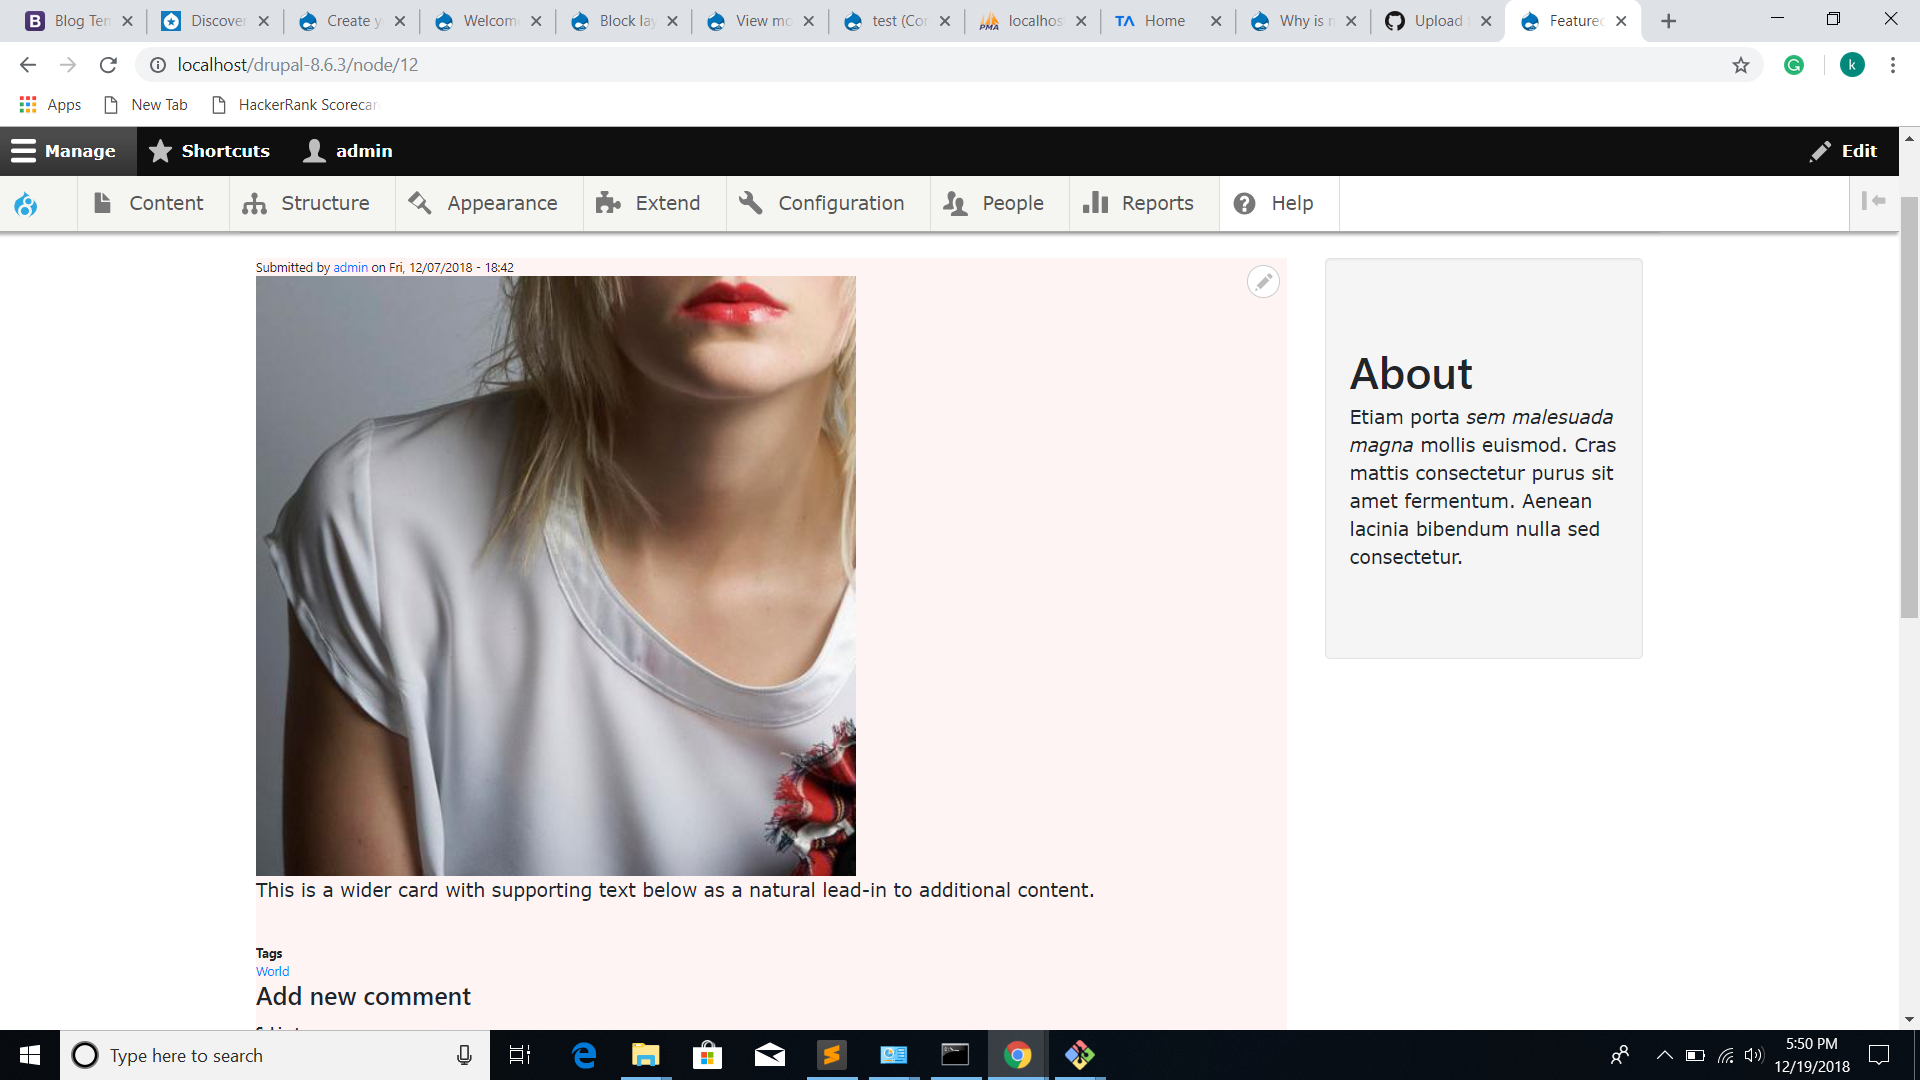 Blog Ten
Discover
Create y
Welcome
Block lay
View mo
test (Cor
localhos
Home
Why is n
Upload
Featured
localhost/drupal-8.6.3/node/12
Apps
New Tab
HackerRank Scorecar
Manage
Shortcuts
admin
Edit
Content
Structure
Appearance
Extend
Configuration
People
Reports
Help
Submitted by admin on Fri, 12/07/2018 - 18:42
This is a wider card with supporting text below as a natural lead-in to additional content.
Tags
World
Add new comment
About
Etiam porta sem malesuada
magna mollis euismod. Cras
mattis consectetur purus sit
amet fermentum. Aenean
lacinia bibendum nulla sed
consectetur.
Type here to search
5:50 PM
12/19/2018